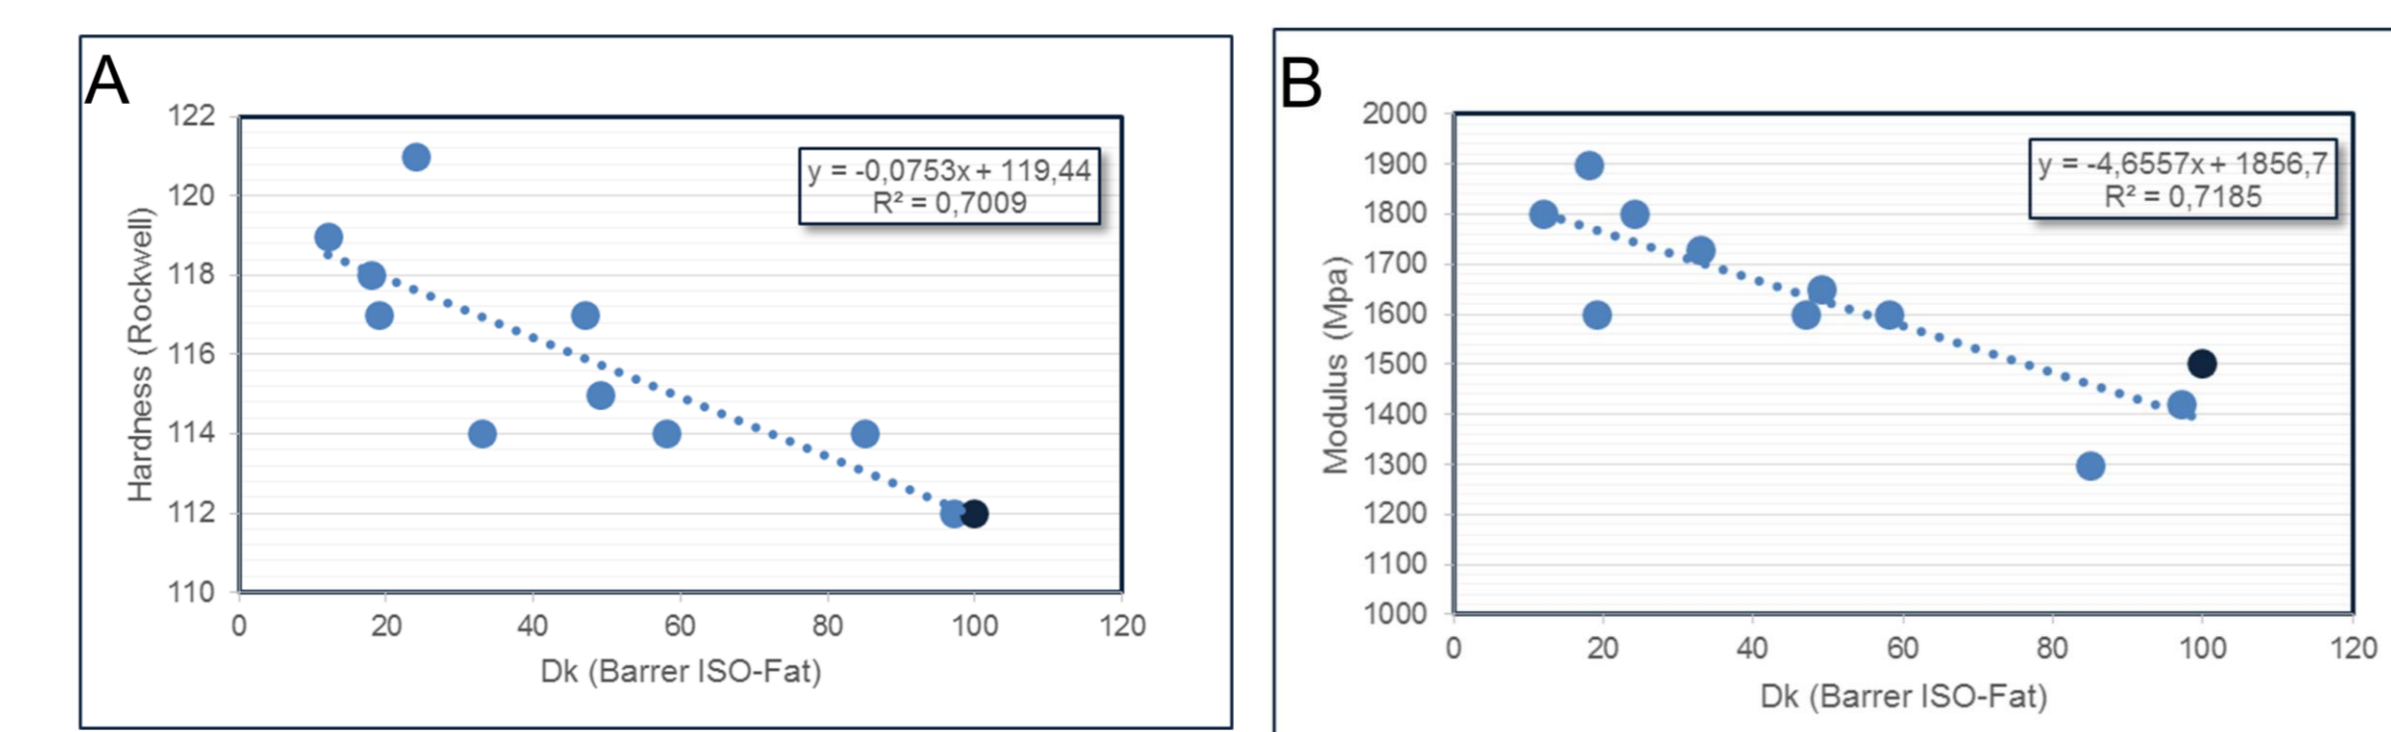 A
122
120
118
116
114
112
110
Hardness (Rockwell)
y = -0,0753x + 119,44
R² = 0,7009
0 20 40 60 80 100 120
Dk (Barrer ISO-Fat)
B
2000
1900
1800
1700
1600
1500
1400
1300
1200
1100
1000
Modulus (Mpa)
y = -4,6557x + 1856,7
R² = 0,7185
0 20 40 60 80 100 120
Dk (Barrer ISO-Fat)